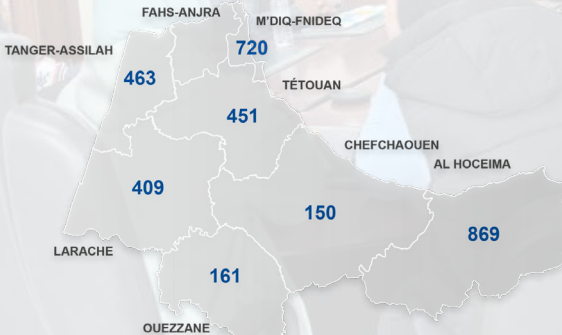 FAHS-ANJRA
M'DIQ-FNIDEQ
TANGER-ASSILAH
720
463
TÉTOUAN
451
CHEFCHAOUEN
AL HOCEIMA
409
150
869
LARACHE
161
OUEZZANE